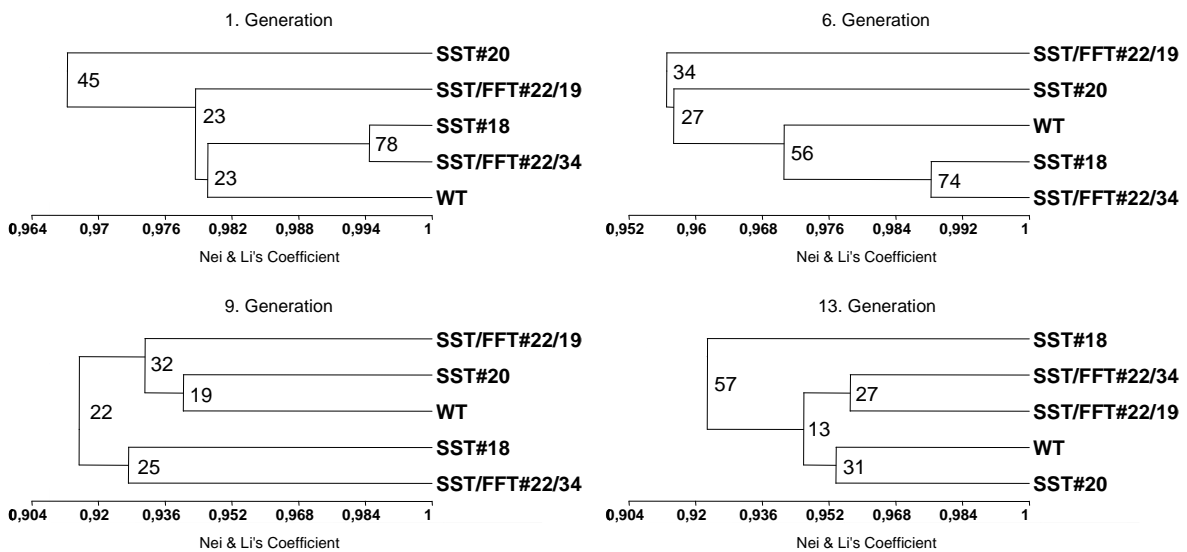 1. Generation
SST#20
45
SST/FFT#22/19
23
SST#18
78
SST/FFT#22/34
23
WT
0,964 0,97 0,976 0,982 0,988 0,994 1
Nei & Li's Coefficient
6. Generation
SST/FFT#22/19
34
SST#20
27
WT
56
SST#18
74
SST/FFT#22/34
0,952 0,96 0,968 0,976 0,984 0,992 1
Nei & Li's Coefficient
9. Generation
SST/FFT#22/19
32
SST#20
19
WT
22
SST#18
25
SST/FFT#22/34
0,904 0,92 0,936 0,952 0,968 0,984 1
Nei & Li's Coefficient
13. Generation
SST#18
57
SST/FFT#22/34
27
SST/FFT#22/19
13
WT
31
SST#20
0,904 0,92 0,936 0,952 0,968 0,984 1
Nei & Li's Coefficient